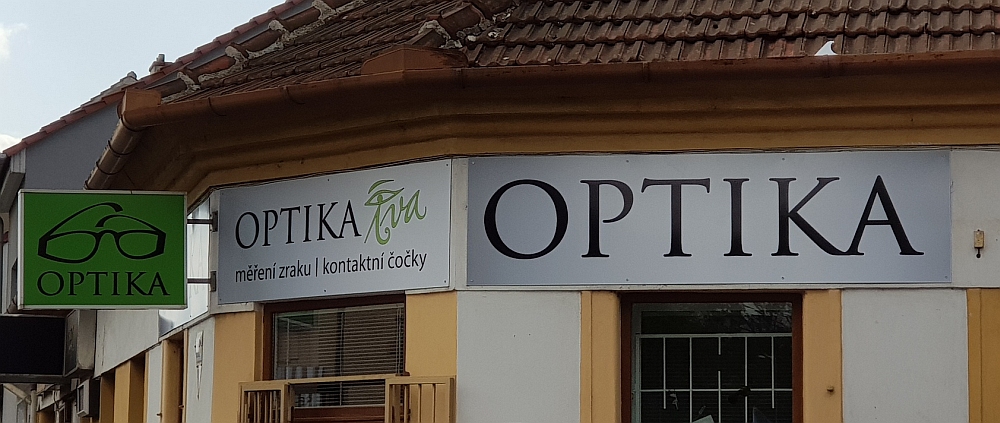 OPTIKA
OPTIKA Eva
měření zraku | kontaktní čočky
OPTIKA